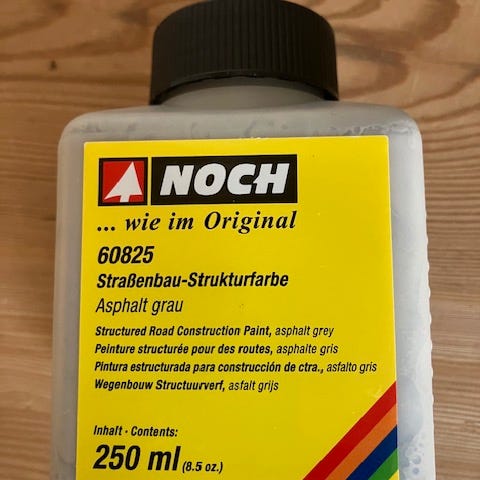 NOCH
... wie im Original
60825
Straßenbau-Strukturfarbe
Asphalt grau
Structured Road Construction Paint, asphalt grey
Peinture structurée pour des routes, asphalte gris
Pintura estructurada para construcción de ctra., asfalto gris
Wegenbouw Structuurverf, asfalt grijs
Inhalt · Contents:
250 ml (8.5 oz.)